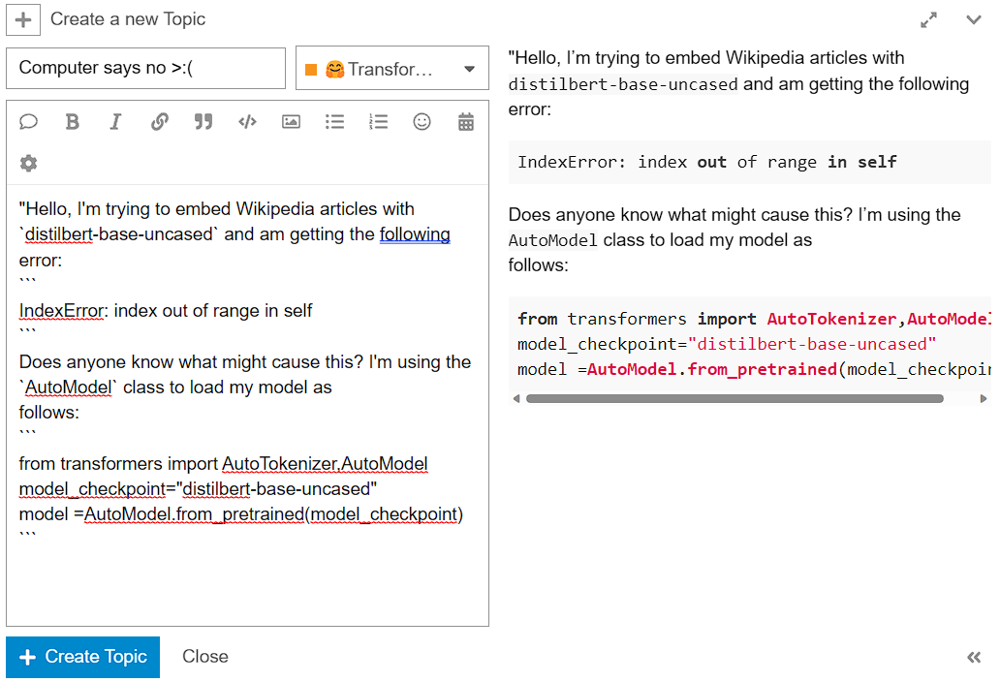 Create a new Topic
Computer says no >:(
🤗 Transfor...
"Hello, I'm trying to embed Wikipedia articles with
`distilbert-base-uncased` and am getting the following
error:
```
IndexError: index out of range in self
```
Does anyone know what might cause this? I'm using the
`AutoModel` class to load my model as
follows:
```
from transformers import AutoTokenizer,AutoModel
model_checkpoint="distilbert-base-uncased"
model =AutoModel.from_pretrained(model_checkpoint)
```
"Hello, I’m trying to embed Wikipedia articles with
distilbert-base-uncased and am getting the following
error:
IndexError: index out of range in self
Does anyone know what might cause this? I’m using the
AutoModel class to load my model as
follows:
from transformers import AutoTokenizer,AutoModel
model_checkpoint="distilbert-base-uncased"
model =AutoModel.from_pretrained(model_checkpoin
+ Create Topic
Close